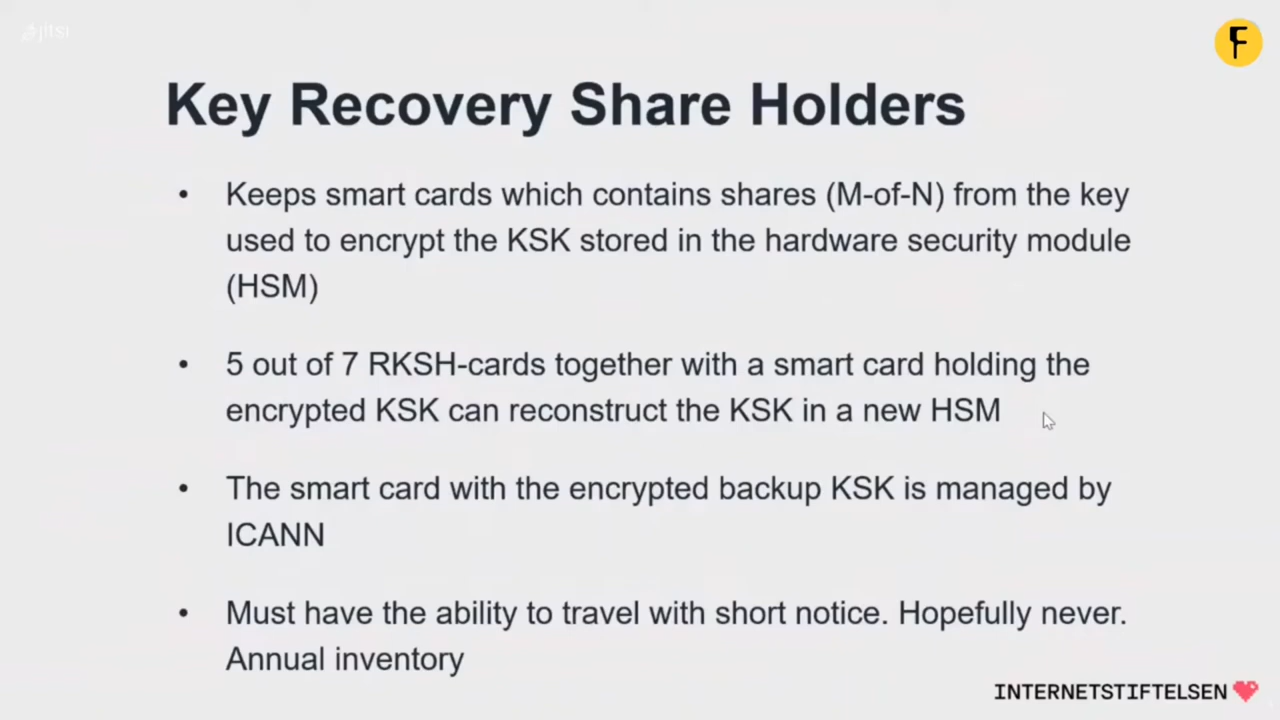 jitsi
F
Key Recovery Share Holders
• Keeps smart cards which contains shares (M-of-N) from the key
used to encrypt the KSK stored in the hardware security module
(HSM)
• 5 out of 7 RKSH-cards together with a smart card holding the
encrypted KSK can reconstruct the KSK in a new HSM
• The smart card with the encrypted backup KSK is managed by
ICANN
• Must have the ability to travel with short notice. Hopefully never.
Annual inventory
INTERNETSTIFTELSEN